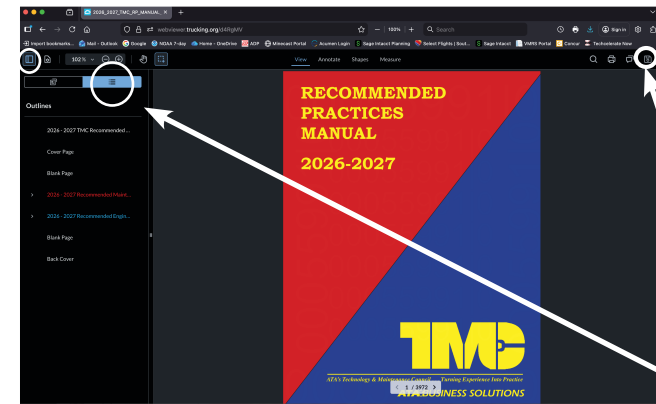 2026_2027_TMC_RP_MANUAL_
webviewer.trucking.org/d4RgMV
100%
Search
Sign in
Import bookmarks... Mail - Outlook Google NOAA 7-day Home - OneDrive ADP Mimecast Portal Acumen Login Sage Intacct Planning Select Flights | Sout... Sage Intacct VMRS Portal Concur Technoterate Now
102% View Annotate Shapes Measure
Outlines
2026 - 2027 TMC Recommended ...
Cover Page
Blank Page
2026 - 2027 Recommended Maint...
2026 - 2027 Recommended Engin...
Blank Page
Back Cover
RECOMMENDED
PRACTICES
MANUAL
2026-2027
TMC
ATA's Technology & Maintenance Council Turning Experience Into Practice
1 / 3972
ATA BUSINESS SOLUTIONS